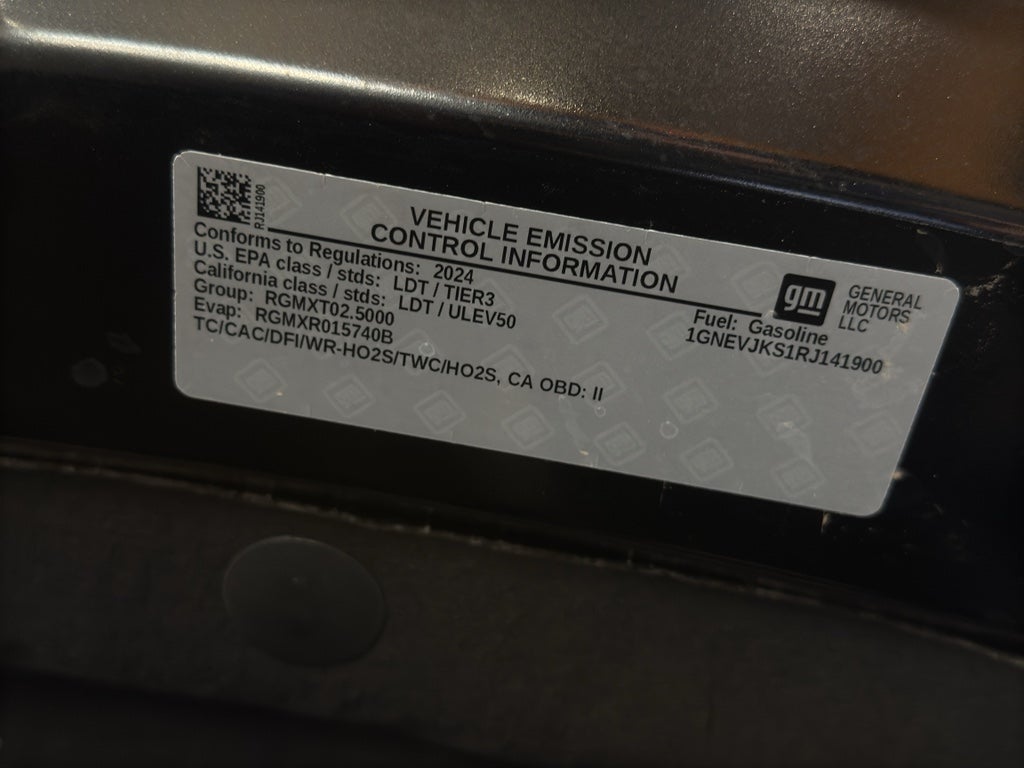 RJ141900
VEHICLE EMISSION
CONTROL INFORMATION
Conforms to Regulations: 2024
U.S. EPA class / stds: LDT / TIER3
California class / stds: LDT / ULEV50
Group: RGMXT02.5000
Evap: RGMXR015740B
TC/CAC/DFI/WR-HO2S/TWC/HO2S, CA OBD: II
gm
GENERAL
MOTORS
LLC
Fuel: Gasoline
1GNEVJKS1RJ141900